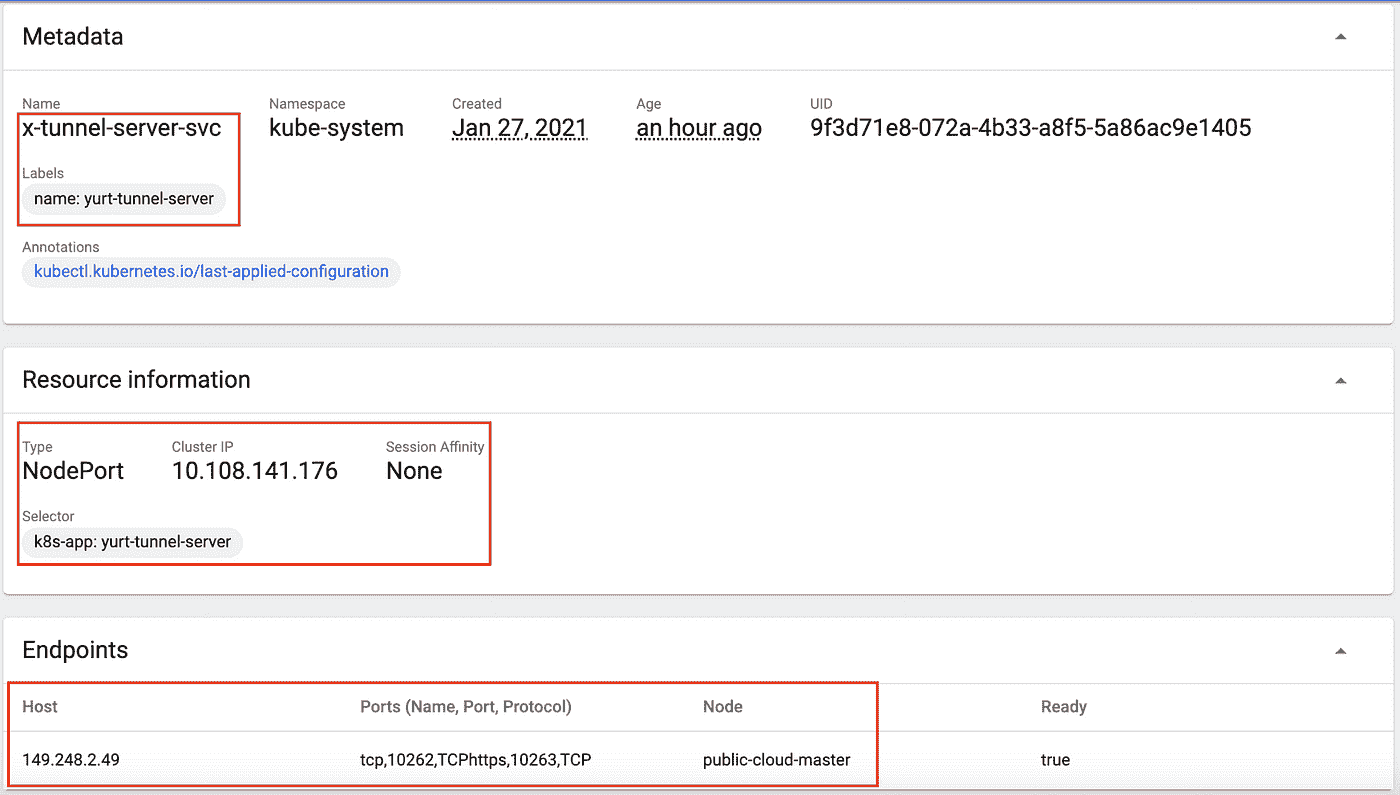 Metadata
Name Namespace Created Age UID
x-tunnel-server-svc kube-system Jan 27, 2021 an hour ago 9f3d71e8-072a-4b33-a8f5-5a86ac9e1405
Labels
name: yurt-tunnel-server
Annotations
kubectl.kubernetes.io/last-applied-configuration
Resource information
Type Cluster IP Session Affinity
NodePort 10.108.141.176 None
Selector
k8s-app: yurt-tunnel-server
Endpoints
Host Ports (Name, Port, Protocol) Node Ready
149.248.2.49 tcp,10262,TCPhttps,10263,TCP public-cloud-master true